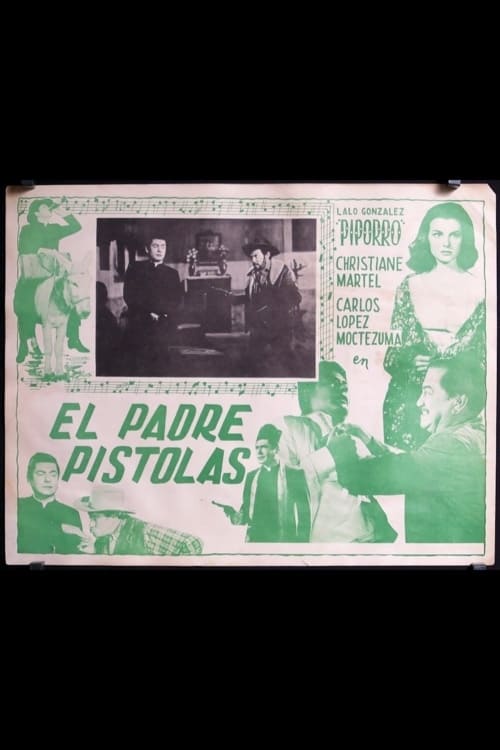 LALO GONZALEZ
"PIPORRO"
CHRISTIANE
MARTEL
CARLOS
LOPEZ
MOCTEZUMA
en
EL PADRE
PISTOLAS